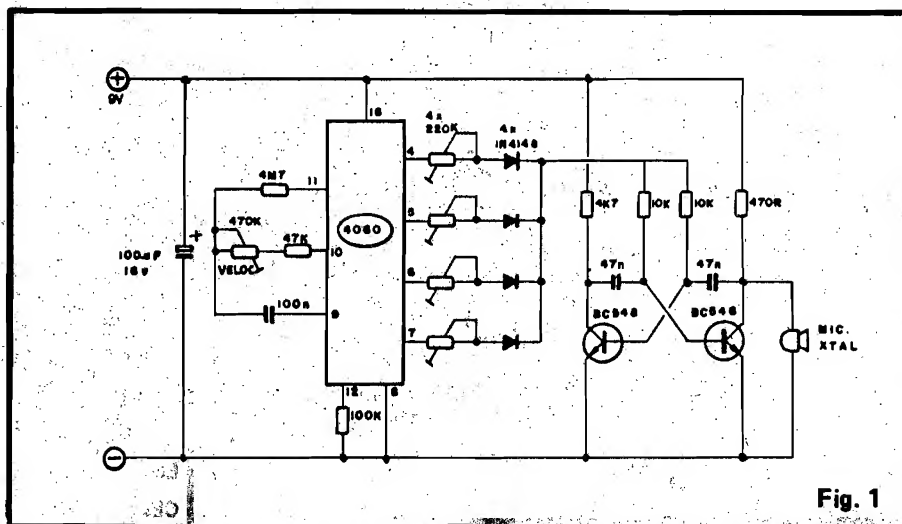 +
9V
100µF
16v
+
4M7
470K
VELOC
47K
100n
11
10
9
16
4060
12
8
100K
4
5
6
7
4x
220K
4x
1N4148
4K7
10K
10K
470R
47n
47n
BC548
BC548
MIC.
XTAL
−
Fig. 1